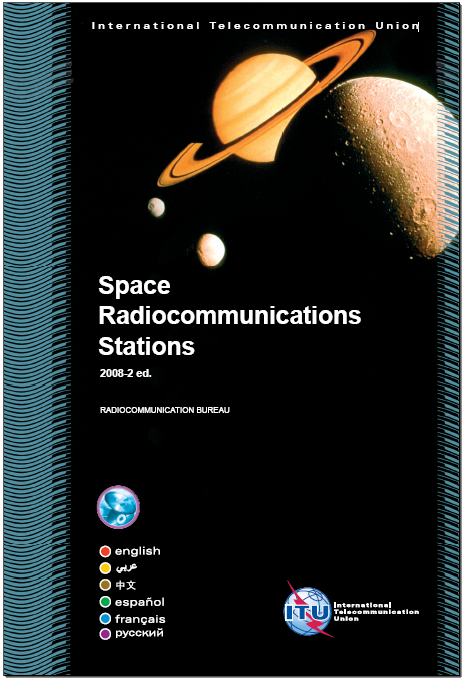 International Telecommunication Union
Space
Radiocommunications
Stations
2008-2 ed.
RADIOCOMMUNICATION BUREAU
english
عربي
中文
español
français
русский
ITU
International
Telecommunication
Union